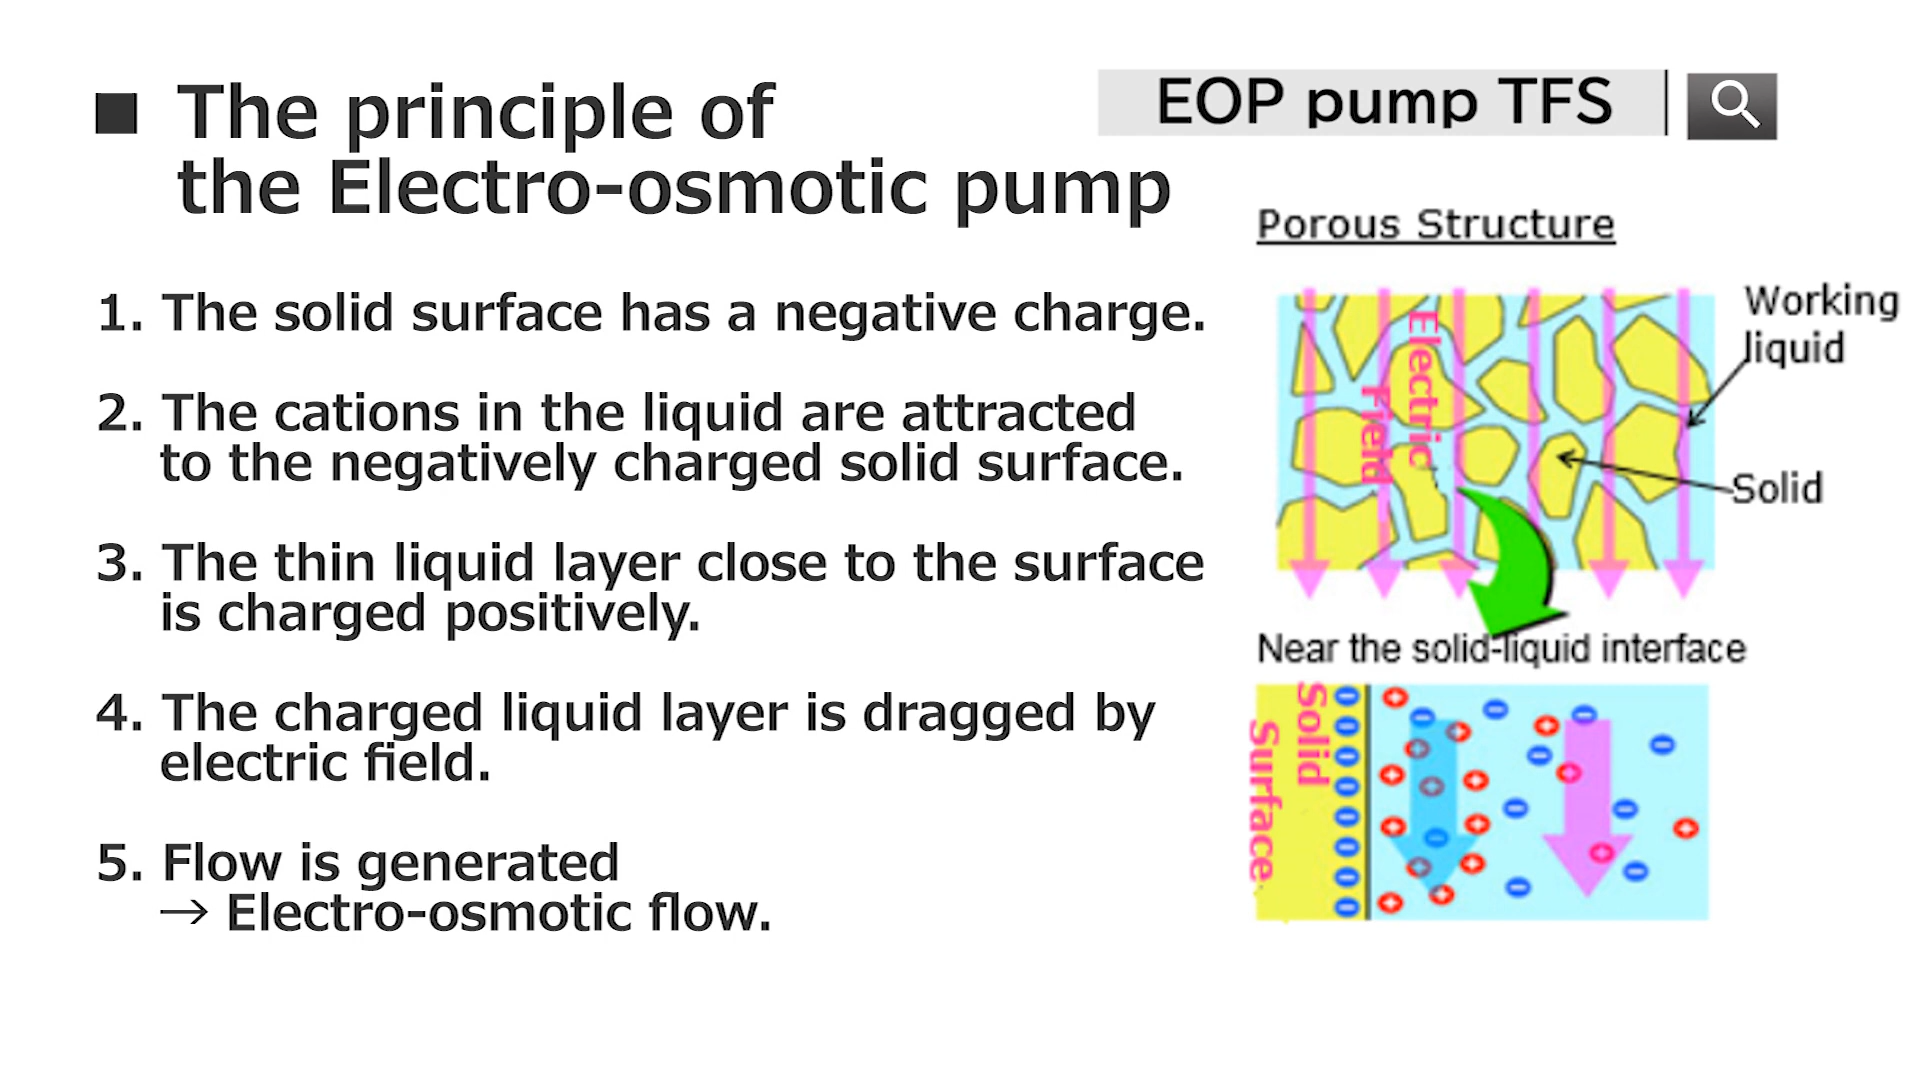 ■ The principle of
the Electro-osmotic pump
EOP pump TFS
1. The solid surface has a negative charge.
2. The cations in the liquid are attracted
to the negatively charged solid surface.
3. The thin liquid layer close to the surface
is charged positively.
4. The charged liquid layer is dragged by
electric field.
5. Flow is generated
→ Electro-osmotic flow.
Porous Structure
Working
liquid
Electric
Field
Solid
Near the solid-liquid interface
Solid
Surface